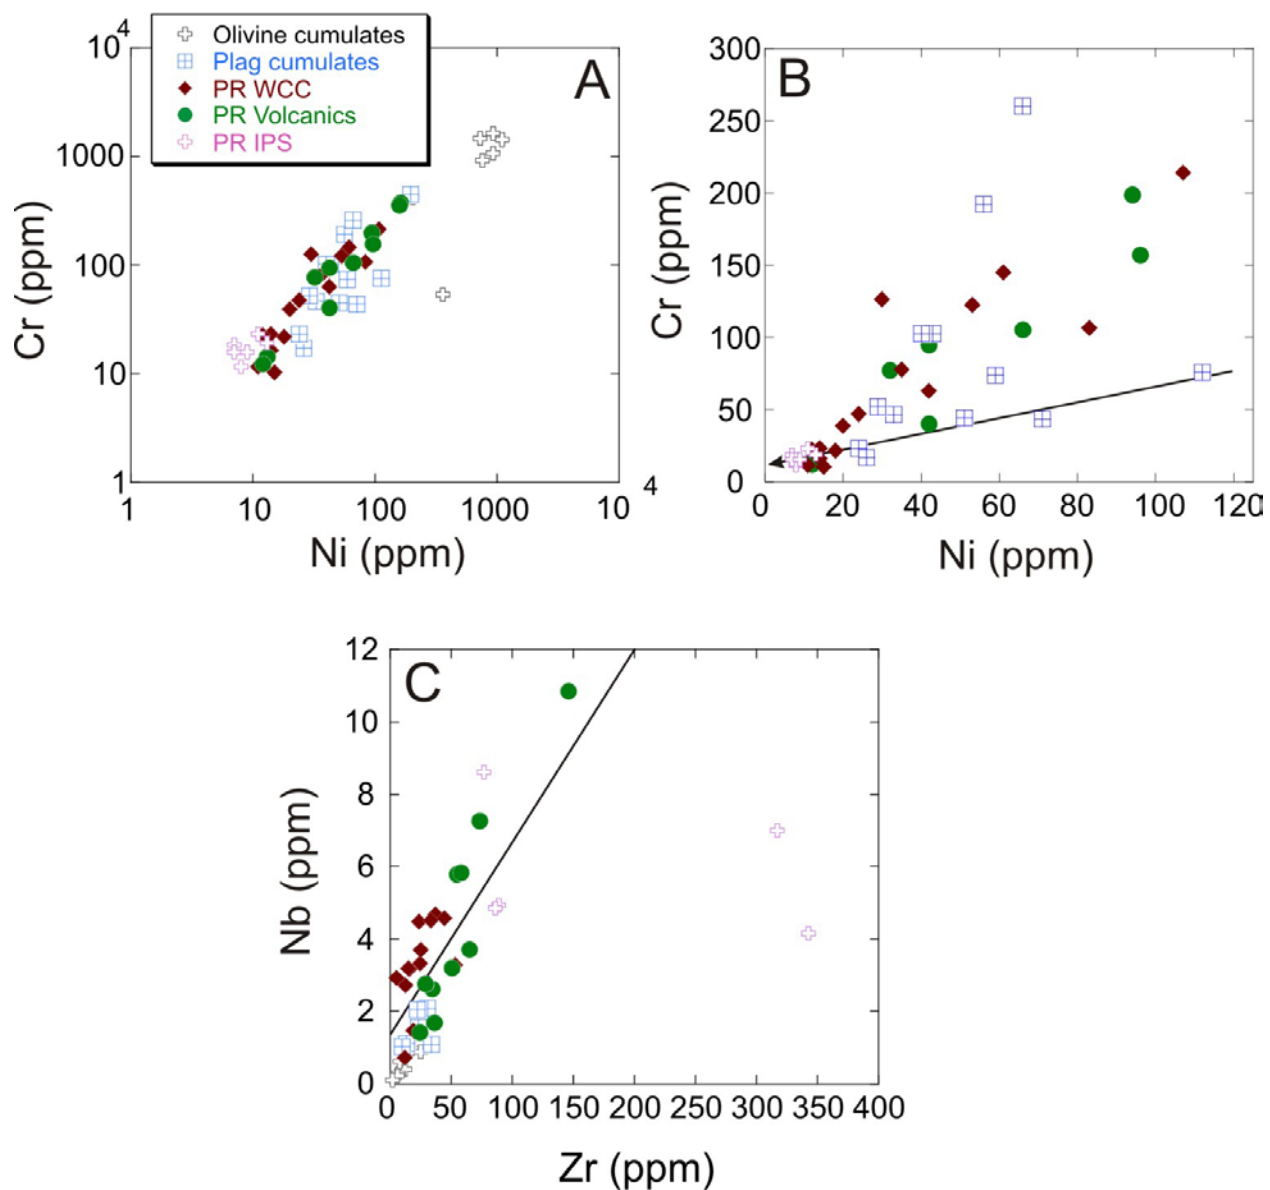 Olivine cumulates
Plag cumulates
PR WCC
PR Volcanics
PR IPS
A
10 4
1000
100
10
1
Cr (ppm)
1 10 100 1000 10 4
Ni (ppm)
B
300
250
200
150
100
50
0
Cr (ppm)
0 20 40 60 80 100 120
Ni (ppm)
C
12
10
8
6
4
2
0
Nb (ppm)
0 50 100 150 200 250 300 350 400
Zr (ppm)